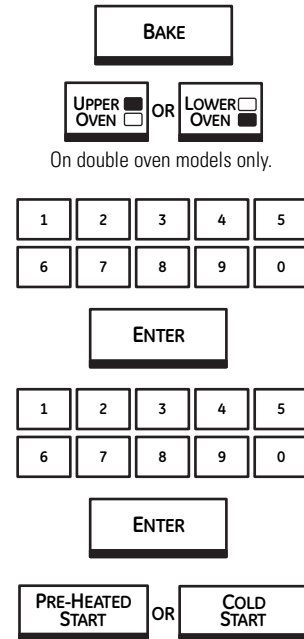 BAKE
UPPER OVEN OR LOWER OVEN
On double oven models only.
1 2 3 4 5
6 7 8 9 0
ENTER
1 2 3 4 5
6 7 8 9 0
ENTER
PRE-HEATED START OR COLD START